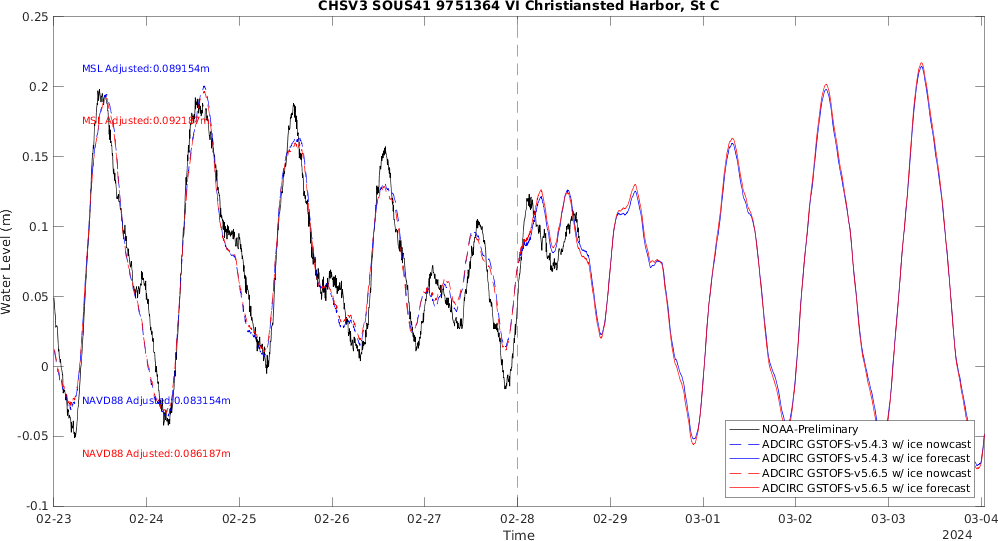 CHSV3 SOUS41 9751364 VI Christiansted Harbor, St C
Water Level (m)
0.25
0.2
0.15
0.1
0.05
0
-0.05
-0.1
MSL Adjusted:0.089154m
MSL Adjusted:0.092187m
NAVD88 Adjusted:0.083154m
NAVD88 Adjusted:0.086187m
NOAA-Preliminary
ADCIRC GSTOFS-v5.4.3 w/ ice nowcast
ADCIRC GSTOFS-v5.4.3 w/ ice forecast
ADCIRC GSTOFS-v5.6.5 w/ ice nowcast
ADCIRC GSTOFS-v5.6.5 w/ ice forecast
02-23 02-24 02-25 02-26 02-27 02-28 02-29 03-01 03-02 03-03 03-04
Time
2024